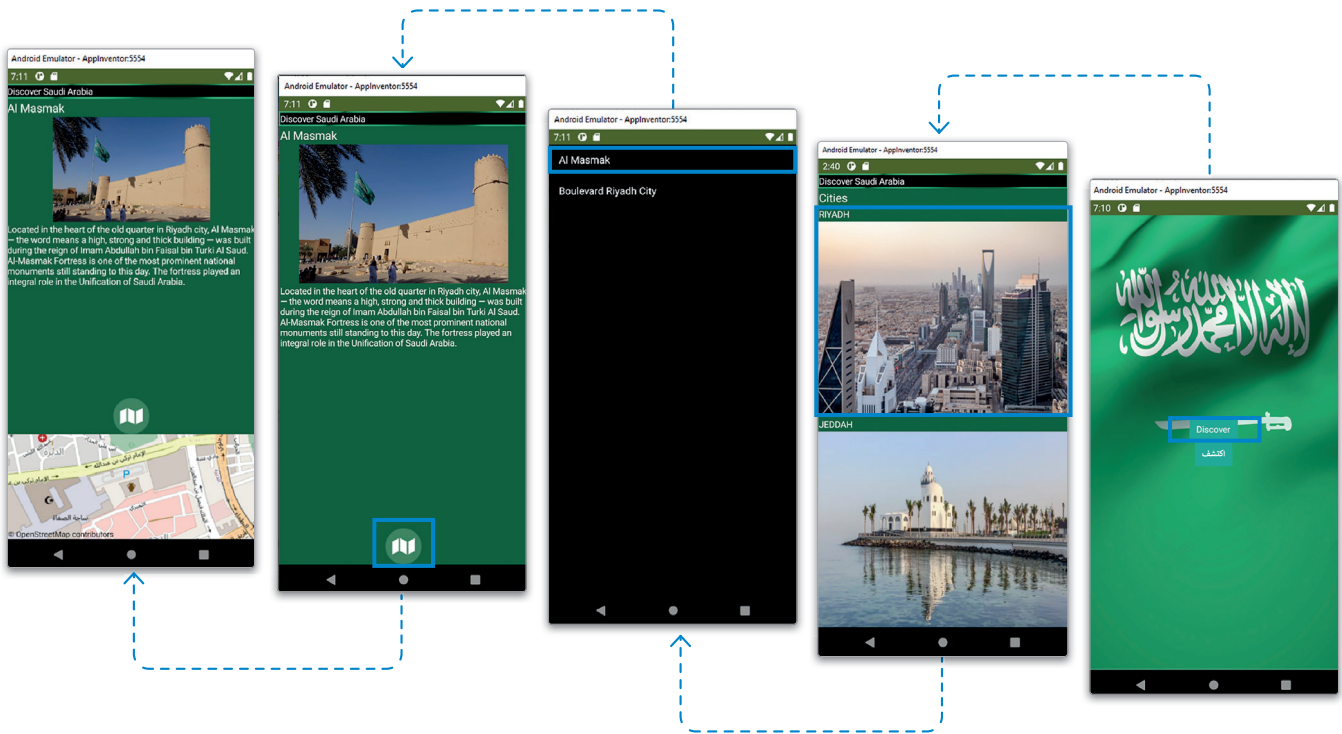 Android Emulator - AppInventor:5554
7:11
Discover Saudi Arabia
Al Masmak
Located in the heart of the old quarter in Riyadh city, Al Masmak
— the word means a high, strong and thick building — was built
during the reign of Imam Abdullah bin Faisal bin Turki Al Saud.
Al-Masmak Fortress is one of the most prominent national
monuments still standing to this day. The fortress played an
integral role in the Unification of Saudi Arabia.
الإمام تركي بن عبدالله
P
ساحة الصفاة
© OpenStreetMap contributors
Android Emulator - AppInventor:5554
7:11
Discover Saudi Arabia
Al Masmak
Located in the heart of the old quarter in Riyadh city, Al Masmak
— the word means a high, strong and thick building — was built
during the reign of Imam Abdullah bin Faisal bin Turki Al Saud.
Al-Masmak Fortress is one of the most prominent national
monuments still standing to this day. The fortress played an
integral role in the Unification of Saudi Arabia.
Android Emulator - AppInventor:5554
7:11
Al Masmak
Boulevard Riyadh City
Android Emulator - AppInventor:5554
2:40
Discover Saudi Arabia
Cities
RIYADH
JEDDAH
Android Emulator - AppInventor:5554
7:10
لا إله إلا الله محمد رسول الله
Discover
اكتشف